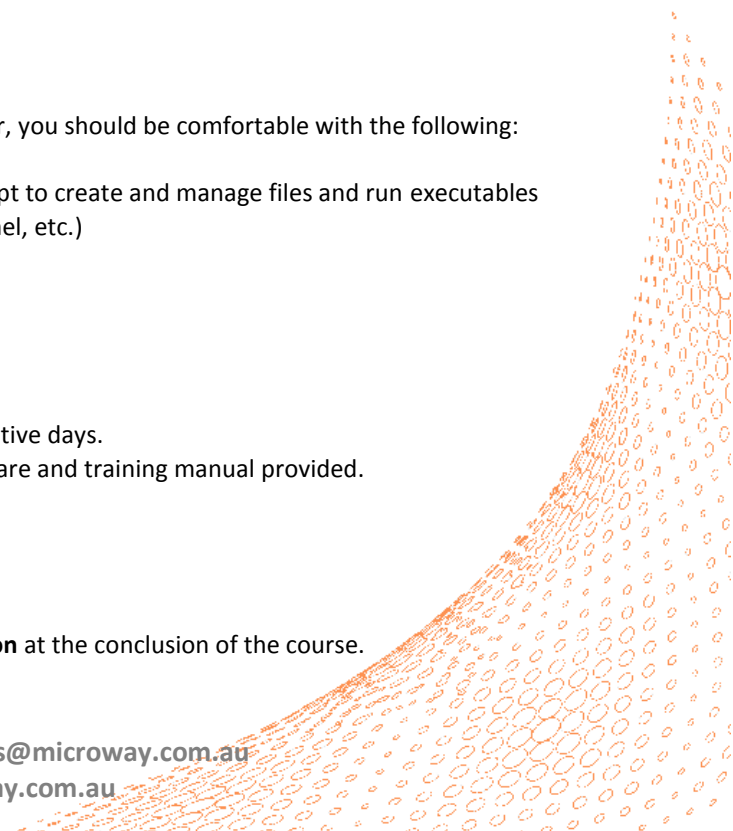 r, you should be comfortable with the following:
pt to create and manage files and run executables
nel, etc.)
tive days.
are and training manual provided.
on at the conclusion of the course.
s@microway.com.au
ay.com.au